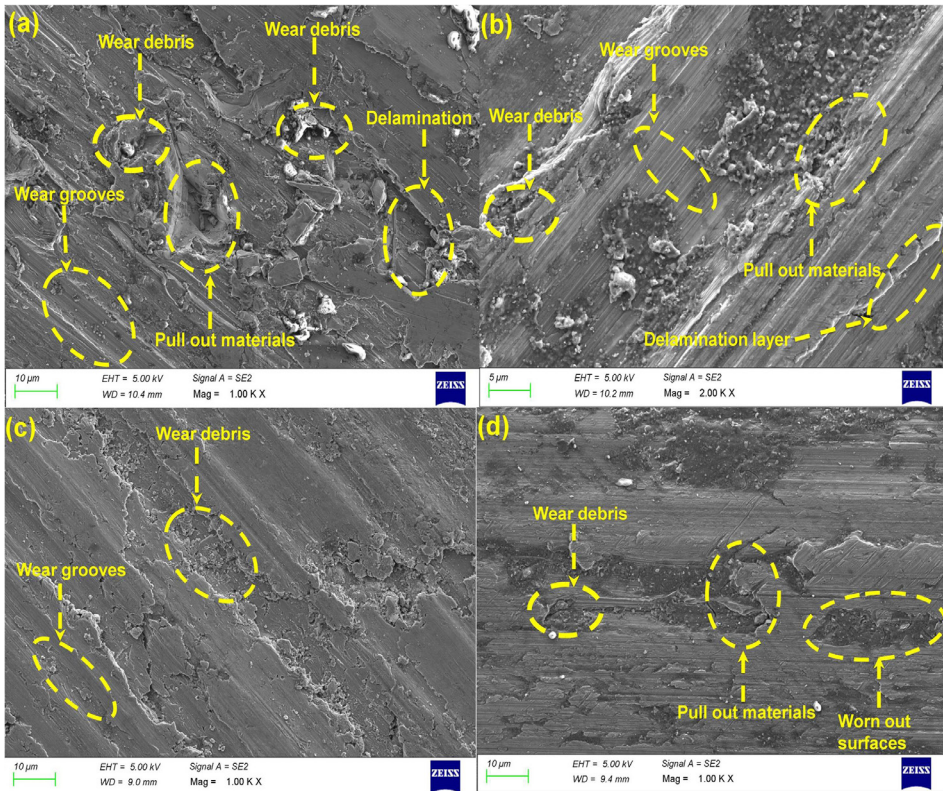 (a)
Wear debris
Wear debris
Delamination
Wear grooves
Pull out materials
10 µm
EHT = 5.00 kV
Signal A = SE2
WD = 10.4 mm
Mag = 1.00 K X
ZEISS
(b)
Wear grooves
Wear debris
Pull out materials
Delamination layer
5 µm
EHT = 5.00 kV
Signal A = SE2
WD = 10.2 mm
Mag = 2.00 K X
ZEISS
(c)
Wear debris
Wear grooves
10 µm
EHT = 5.00 kV
Signal A = SE2
WD = 9.0 mm
Mag = 1.00 K X
ZEISS
(d)
Wear debris
Pull out materials
Worn out
surfaces
10 µm
EHT = 5.00 kV
Signal A = SE2
WD = 9.4 mm
Mag = 1.00 K X
ZEISS